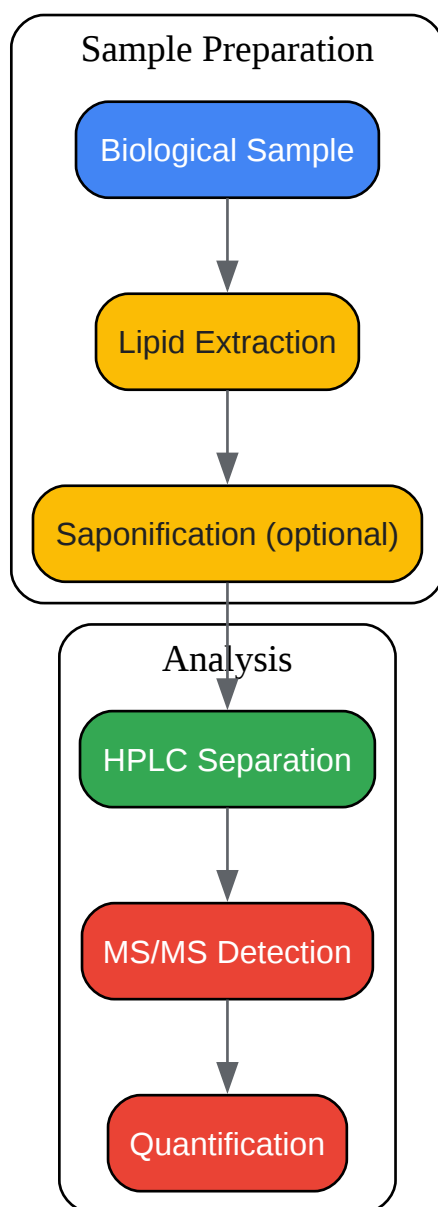 Sample Preparation
Biological Sample
Lipid Extraction
Saponification (optional)
Analysis
HPLC Separation
MS/MS Detection
Quantification